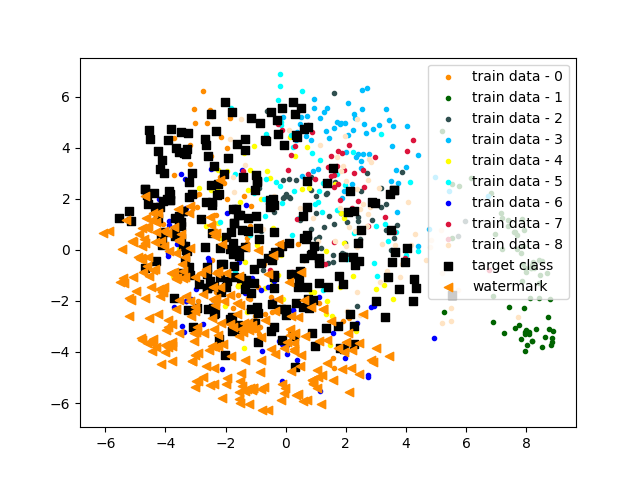 train data - 0
train data - 1
train data - 2
train data - 3
train data - 4
train data - 5
train data - 6
train data - 7
train data - 8
target class
watermark
6
4
2
0
−2
−4
−6
−6 −4 −2 0 2 4 6 8